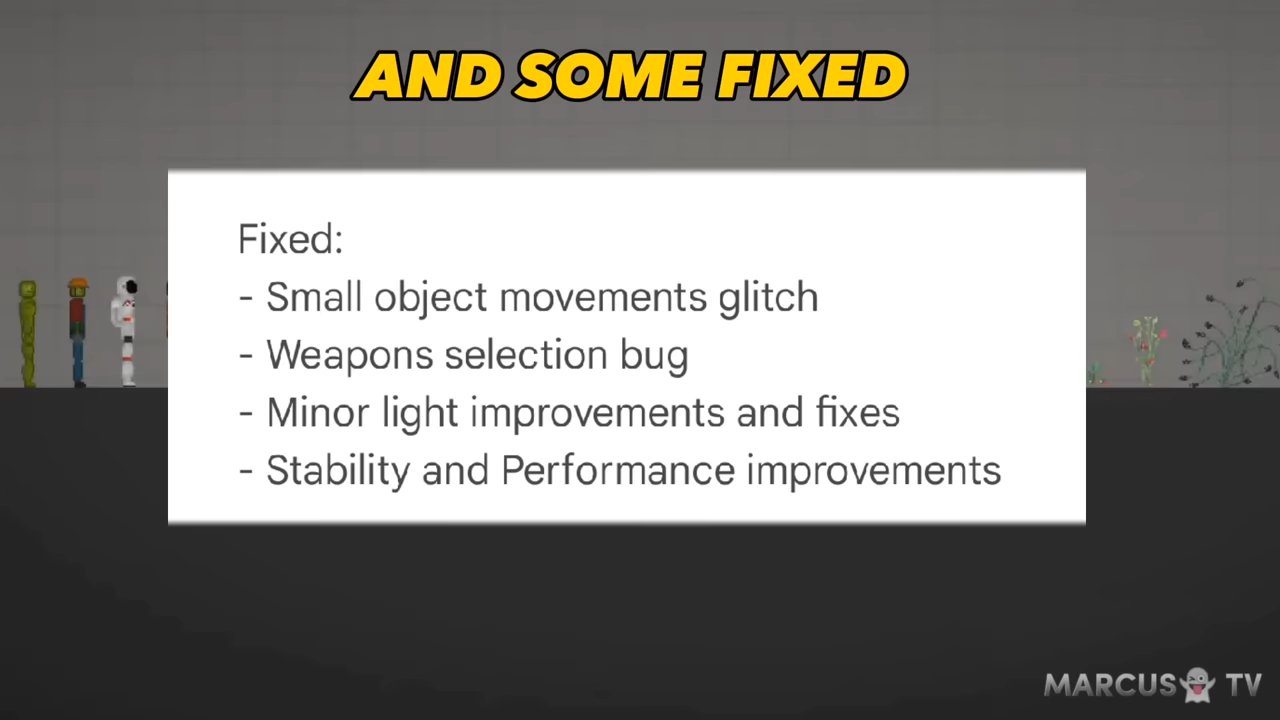 AND SOME FIXED
Fixed:
- Small object movements glitch
- Weapons selection bug
- Minor light improvements and fixes
- Stability and Performance improvements
MARCUS TV